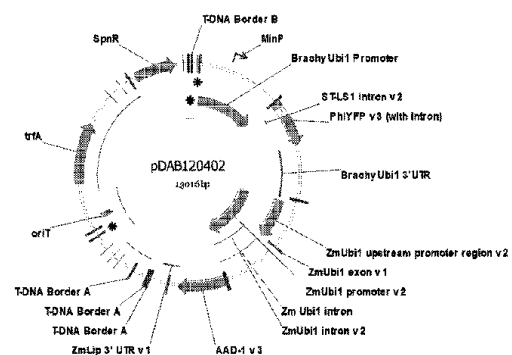 T-DNA Border B
SpnR
MinP
Brachy Ubi1 Promoter
ST-LS1 intron v2
PhiYFP v3 (with intron)
trfA
pDAB120402
13016bp
Brachy Ubi1 3'UTR
oriT
ZmUbi1 upstream promoter region v2
ZmUbi1 exon v1
T-DNA Border A
ZmUbi1 promoter v2
T-DNA Border A
Zm Ubi1 intron
T-DNA Border A
ZmUbi1 intron v2
ZmLip 3' UTR v1
AAD-1 v3